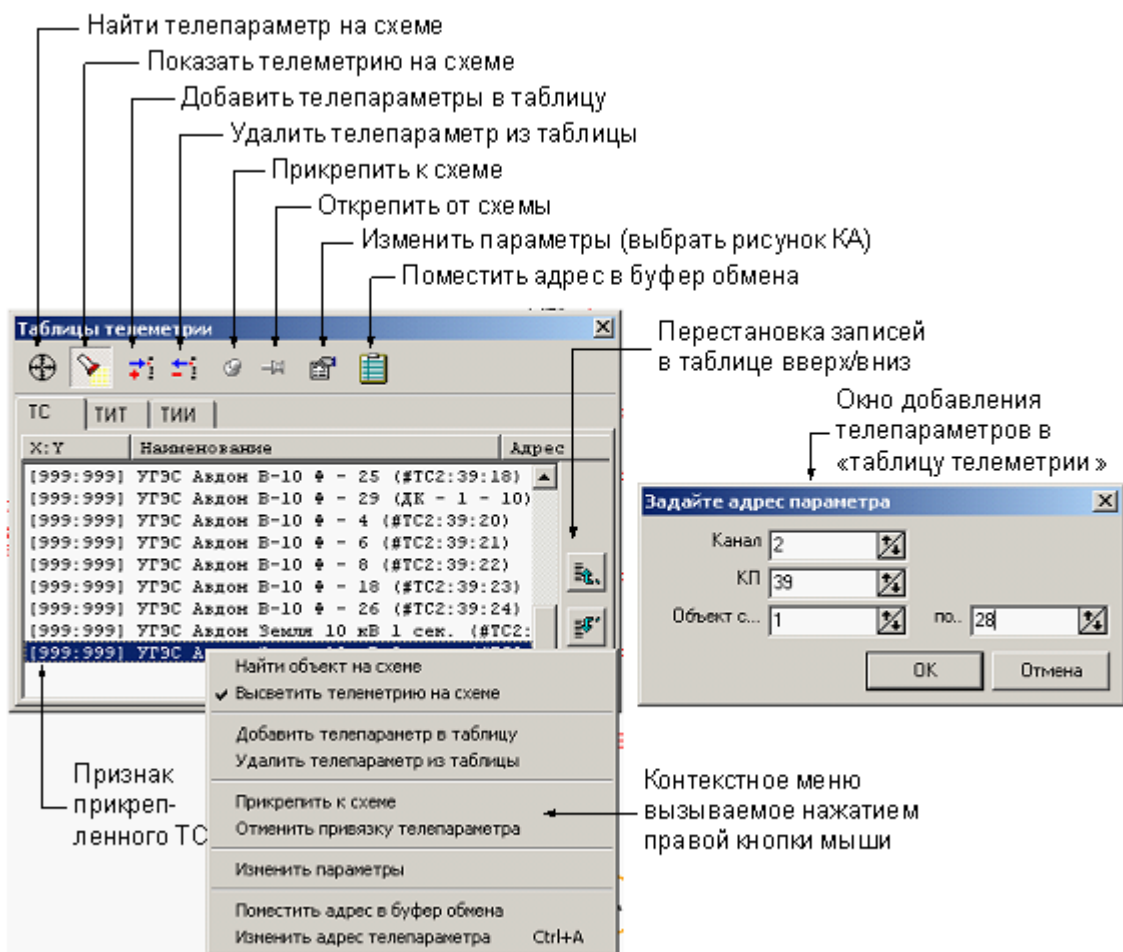 Найти телепараметр на схеме
Показать телеметрию на схеме
Добавить телепараметры в таблицу
Удалить телепараметр из таблицы
Прикрепить к схеме
Открепить от схемы
Изменить параметры (выбрать рисунок КА)
Поместить адрес в буфер обмена
Таблицы телеметрии
Перестановка записей
в таблице вверх/вниз
ТС ТИТ ТИИ
X:Y Наименование Адрес
[999:999] УГЭС Авдон В-10 Ф - 25 (#ТС2:39:18)
[999:999] УГЭС Авдон В-10 Ф - 29 (ДК - 1 - 10)
[999:999] УГЭС Авдон В-10 Ф - 4 (#ТС2:39:20)
[999:999] УГЭС Авдон В-10 Ф - 6 (#ТС2:39:21)
[999:999] УГЭС Авдон В-10 Ф - 8 (#ТС2:39:22)
[999:999] УГЭС Авдон В-10 Ф - 18 (#ТС2:39:23)
[999:999] УГЭС Авдон В-10 Ф - 26 (#ТС2:39:24)
[999:999] УГЭС Авдон Земля 10 кВ 1 сек. (#ТС2:
[999:999] УГЭС А
Окно добавления
телепараметров в
«таблицу телеметрии»
Задайте адрес параметра
Канал 2
КП 39
Объект с... 1 по.. 28
OK Отмена
Найти объект на схеме
Высветить телеметрию на схеме
Добавить телепараметр в таблицу
Удалить телепараметр из таблицы
Прикрепить к схеме
Отменить привязку телепараметра
Изменить параметры
Поместить адрес в буфер обмена
Изменить адрес телепараметра Ctrl+A
Признак
прикреп-
ленного ТС
Контекстное меню
вызываемое нажатием
правой кнопки мыши